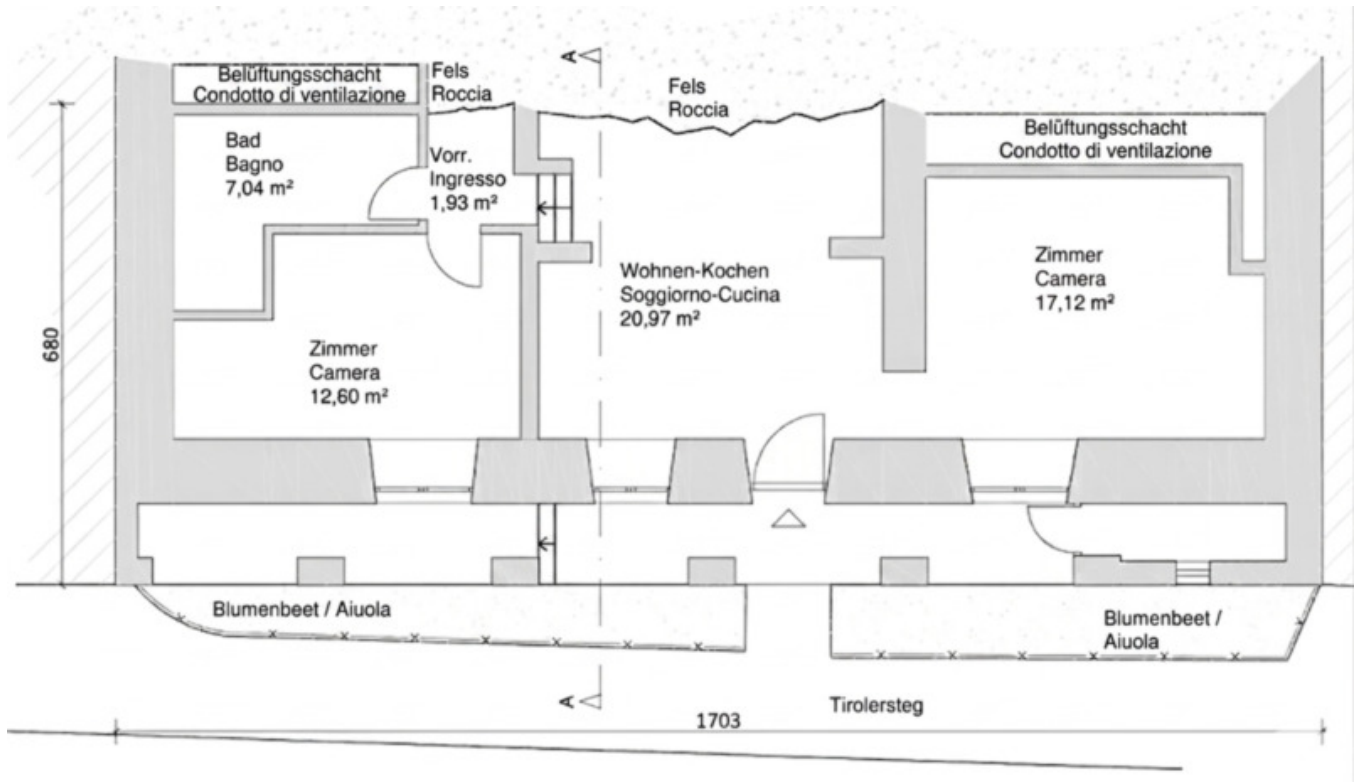 A
Belüftungsschacht
Condotto di ventilazione
Fels
Roccia
Fels
Roccia
Belüftungsschacht
Condotto di ventilazione
Bad
Bagno
7,04 m²
Vorr.
Ingresso
1,93 m²
Wohnen-Kochen
Soggiorno-Cucina
20,97 m²
Zimmer
Camera
17,12 m²
680
Zimmer
Camera
12,60 m²
Blumenbeet / Aiuola
Blumenbeet /
Aiuola
A
Tirolersteg
1703